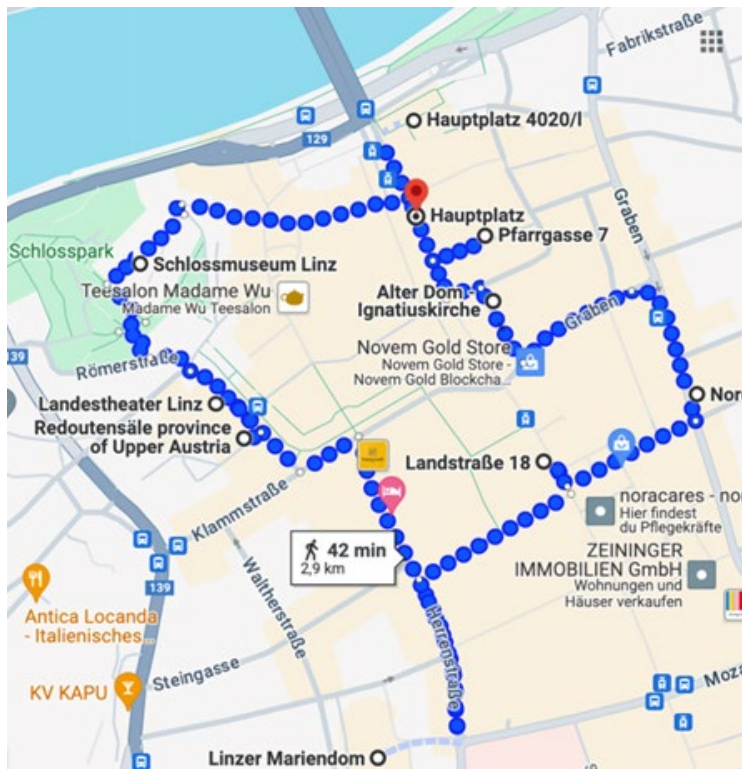 Fabrikstraße
Hauptplatz 4020/l
129
Graben
Hauptplatz
Pfarrgasse 7
Schlosspark
Schlossmuseum Linz
Teesalon Madame Wu
Madame Wu Teesalon
Alter Dom -
Ignatiuskirche
Graben
Novem Gold Store
Novem Gold Store -
Novem Gold Blockcha...
139
Römerstraße
Landestheater Linz
Nor
Redoutensäle province
of Upper Austria
Landstraße 18
Klammstraße
noracares - nor
Hier findest
du Pflegekräfte
42 min
2,9 km
ZEININGER
IMMOBILIEN GmbH
Wohnungen und
Häuser verkaufen
139
Waltherstraße
Herrenstraße
Antica Locanda
- Italienisches...
Steingasse
KV KAPU
Moza
Linzer Mariendom